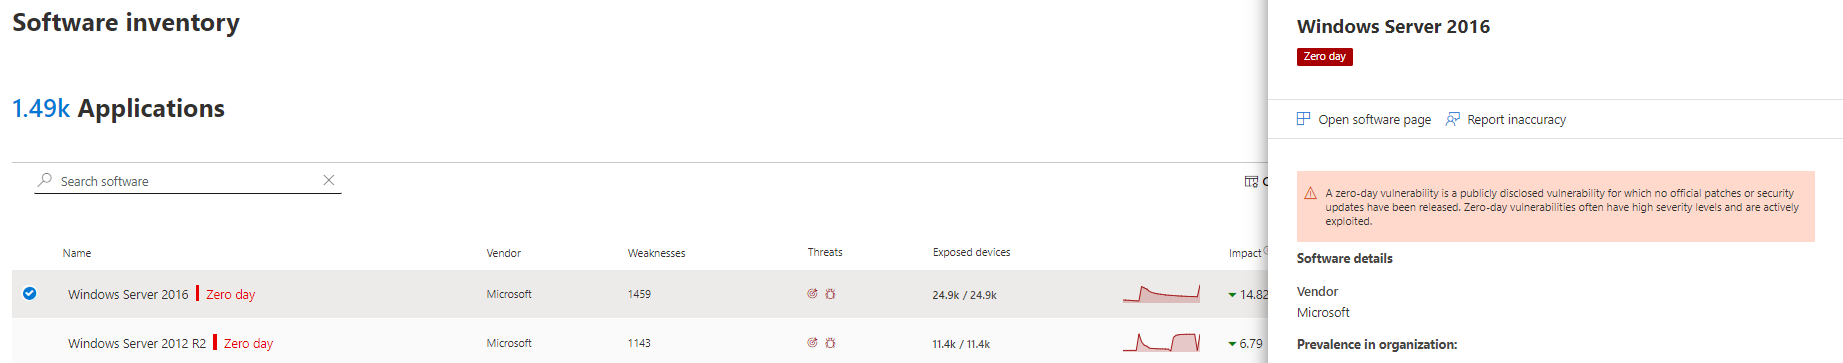 Software inventory
1.49k Applications
Search software
Name Vendor Weaknesses Threats Exposed devices Impact
Windows Server 2016 Zero day Microsoft 1459 24.9k / 24.9k 14.82
Windows Server 2012 R2 Zero day Microsoft 1143 11.4k / 11.4k 6.79
Windows Server 2016
Zero day
Open software page Report inaccuracy
A zero-day vulnerability is a publicly disclosed vulnerability for which no official patches or security
updates have been released. Zero-day vulnerabilities often have high severity levels and are actively
exploited.
Software details
Vendor
Microsoft
Prevalence in organization: